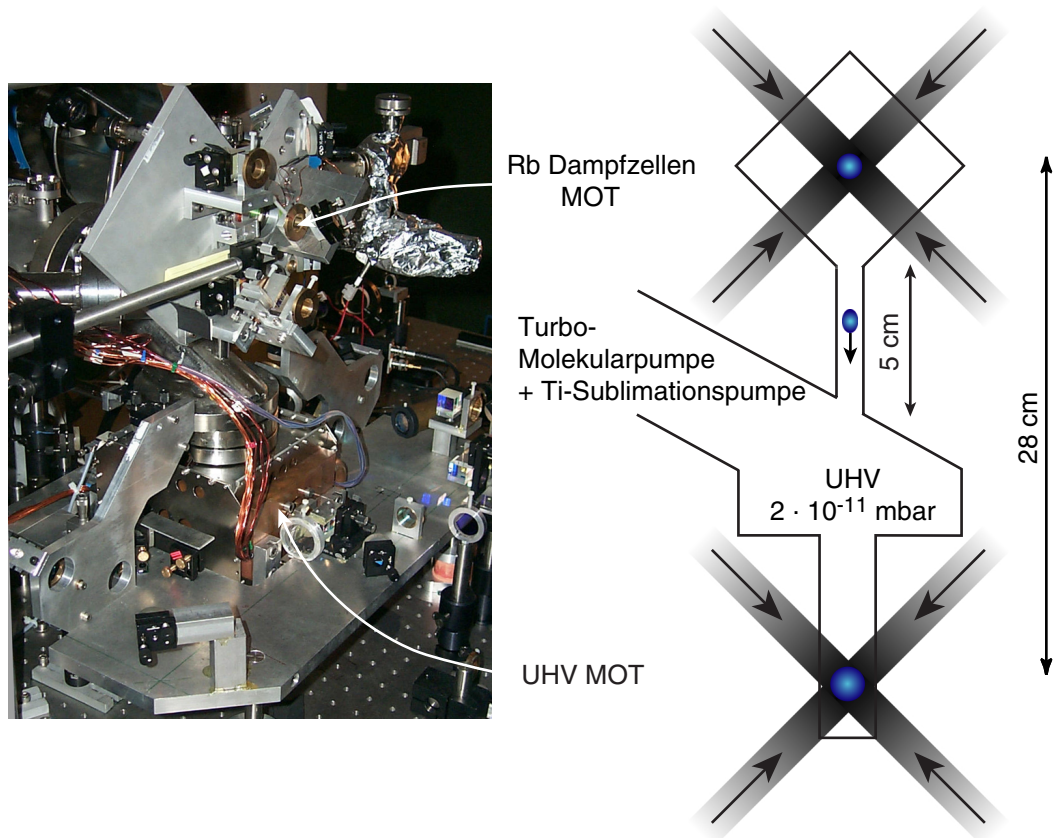 Rb Dampfzellen
MOT
Turbo-
Molekularpumpe
+ Ti-Sublimationspumpe
5 cm
28 cm
UHV
2 · 10⁻¹¹ mbar
UHV MOT